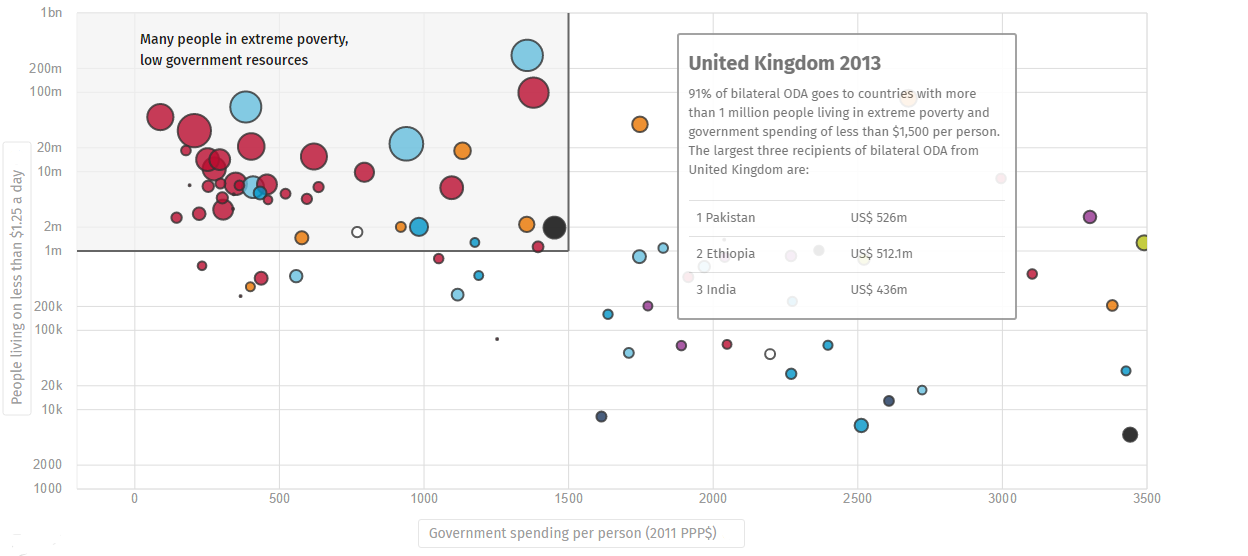 1bn
200m
100m
20m
10m
2m
1m
200k
100k
20k
10k
2000
1000
People living on less than $1.25 a day
Many people in extreme poverty,
low government resources
United Kingdom 2013
91% of bilateral ODA goes to countries with more
than 1 million people living in extreme poverty and
government spending of less than $1,500 per person.
The largest three recipients of bilateral ODA from
United Kingdom are:
1 Pakistan US$ 526m
2 Ethiopia US$ 512.1m
3 India US$ 436m
0 500 1000 1500 2000 2500 3000 3500
Government spending per person (2011 PPP$)